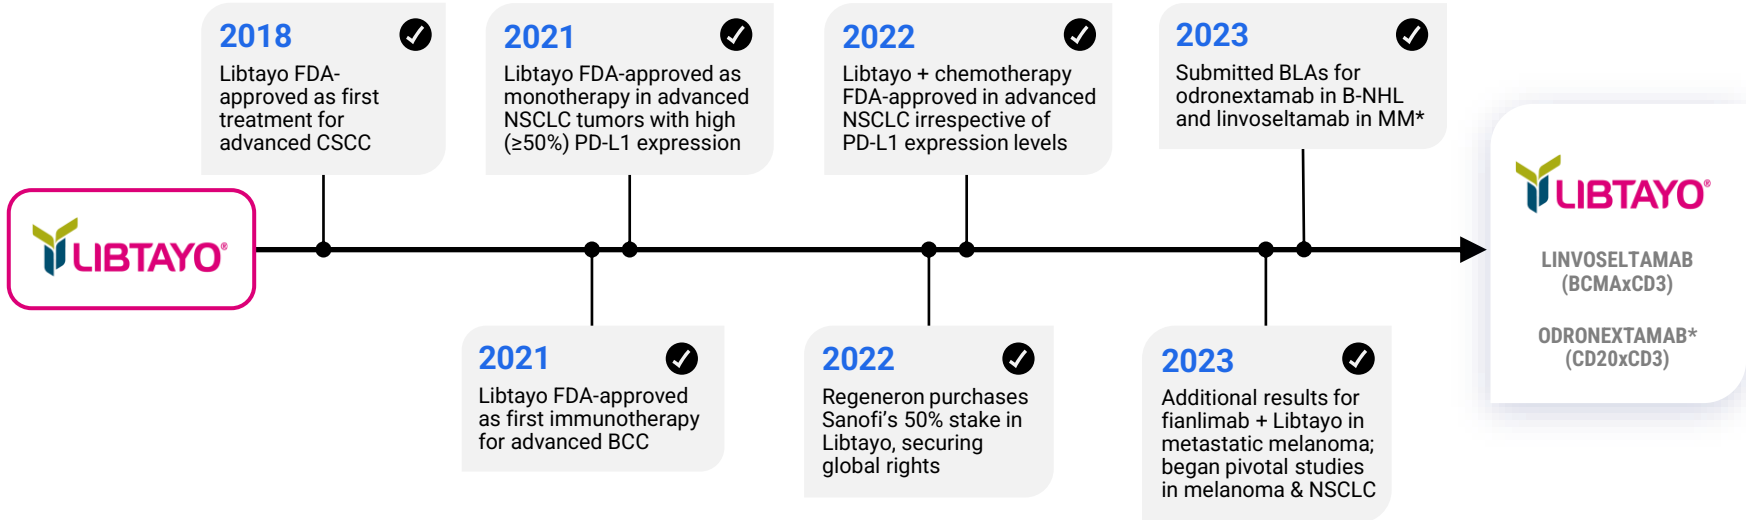 2018
Libtayo FDA-
approved as first
treatment for
advanced CSCC
2021
Libtayo FDA-approved as
monotherapy in advanced
NSCLC tumors with high
(≥50%) PD-L1 expression
2022
Libtayo + chemotherapy
FDA-approved in advanced
NSCLC irrespective of
PD-L1 expression levels
2023
Submitted BLAs for
odronextamab in B-NHL
and linvoseltamab in MM*
LIBTAYO®
LIBTAYO®
LINVOSELTAMAB
(BCMAxCD3)
ODRONEXTAMAB*
(CD20xCD3)
2021
Libtayo FDA-approved
as first immunotherapy
for advanced BCC
2022
Regeneron purchases
Sanofi’s 50% stake in
Libtayo, securing
global rights
2023
Additional results for
fianlimab + Libtayo in
metastatic melanoma;
began pivotal studies
in melanoma & NSCLC